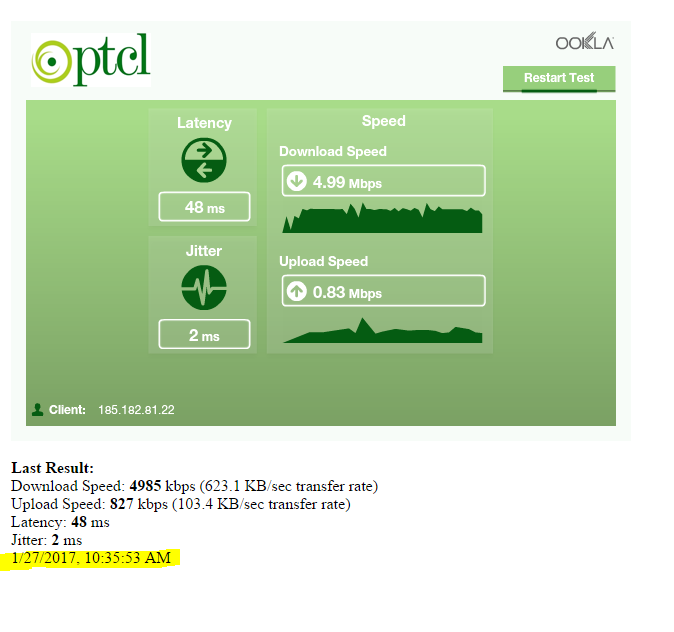 ptcl
OOKLA
Restart Test
Latency
48 ms
Jitter
2 ms
Speed
Download Speed
4.99 Mbps
Upload Speed
0.83 Mbps
Client: 185.182.81.22
Last Result:
Download Speed: 4985 kbps (623.1 KB/sec transfer rate)
Upload Speed: 827 kbps (103.4 KB/sec transfer rate)
Latency: 48 ms
Jitter: 2 ms
1/27/2017, 10:35:53 AM